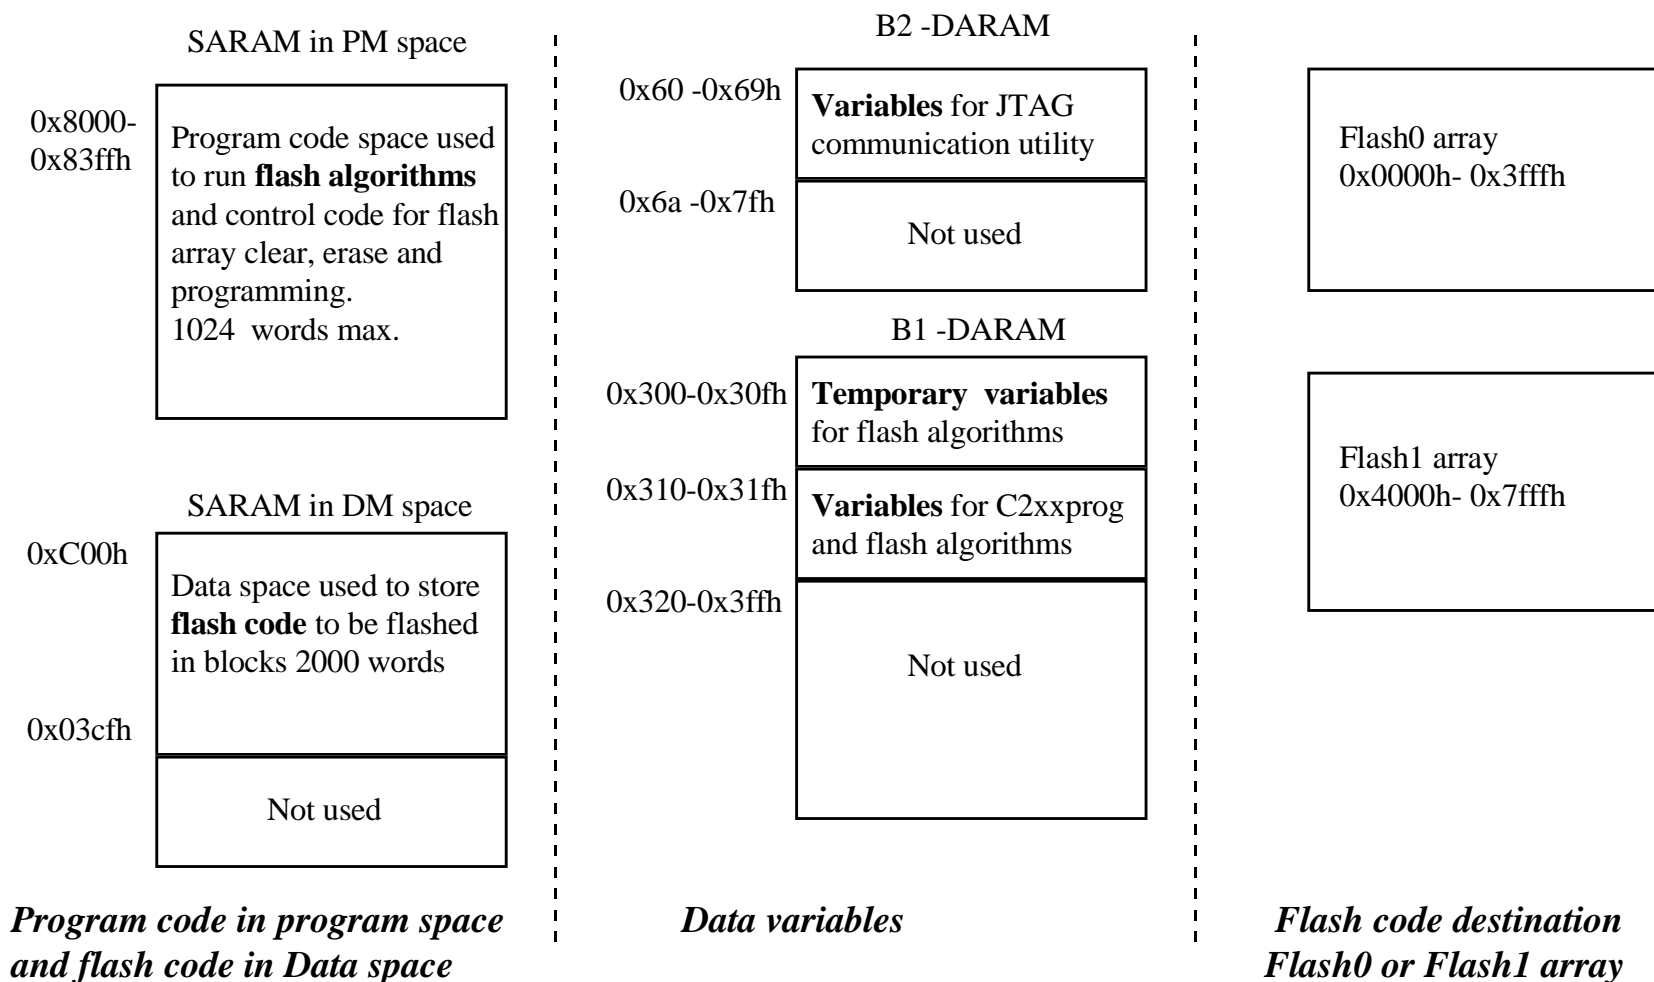 SARAM in PM space
0x8000-
0x83ffh
Program code space used
to run flash algorithms
and control code for flash
array clear, erase and
programming.
1024 words max.
SARAM in DM space
0xC00h
Data space used to store
flash code to be flashed
in blocks 2000 words
0x03cfh
Not used
Program code in program space
and flash code in Data space
B2 -DARAM
0x60 -0x69h
Variables for JTAG
communication utility
0x6a -0x7fh
Not used
B1 -DARAM
0x300-0x30fh
Temporary variables
for flash algorithms
0x310-0x31fh
Variables for C2xxprog
and flash algorithms
0x320-0x3ffh
Not used
Data variables
Flash0 array
0x0000h- 0x3fffh
Flash1 array
0x4000h- 0x7fffh
Flash code destination
Flash0 or Flash1 array